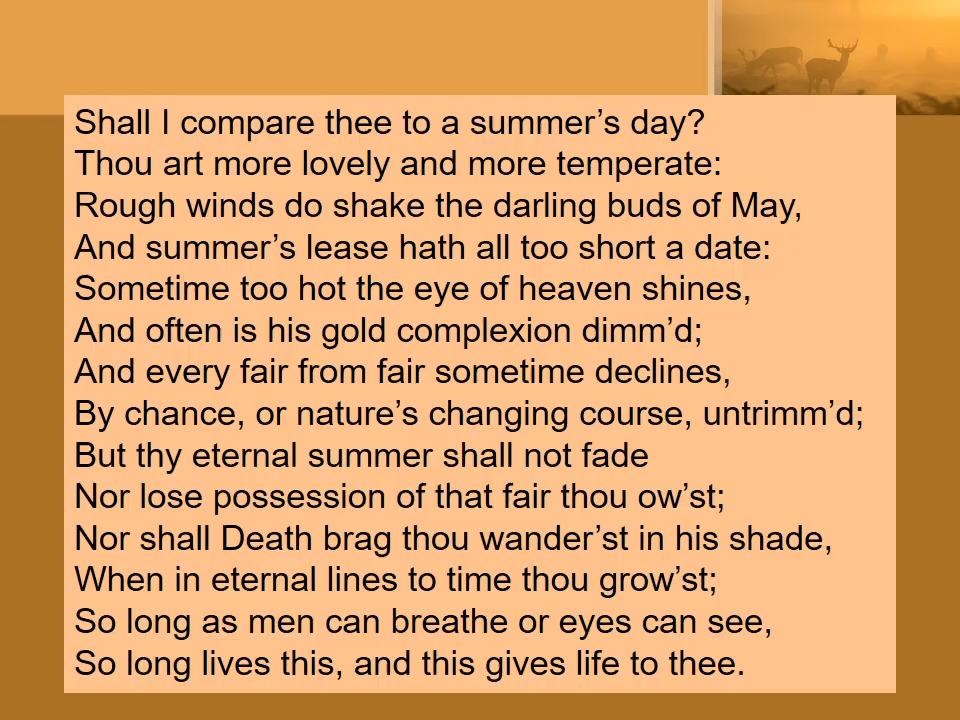 Shall I compare thee to a summer’s day?
Thou art more lovely and more temperate:
Rough winds do shake the darling buds of May,
And summer’s lease hath all too short a date:
Sometime too hot the eye of heaven shines,
And often is his gold complexion dimm’d;
And every fair from fair sometime declines,
By chance, or nature’s changing course, untrimm’d;
But thy eternal summer shall not fade
Nor lose possession of that fair thou ow’st;
Nor shall Death brag thou wander’st in his shade,
When in eternal lines to time thou grow’st;
So long as men can breathe or eyes can see,
So long lives this, and this gives life to thee.